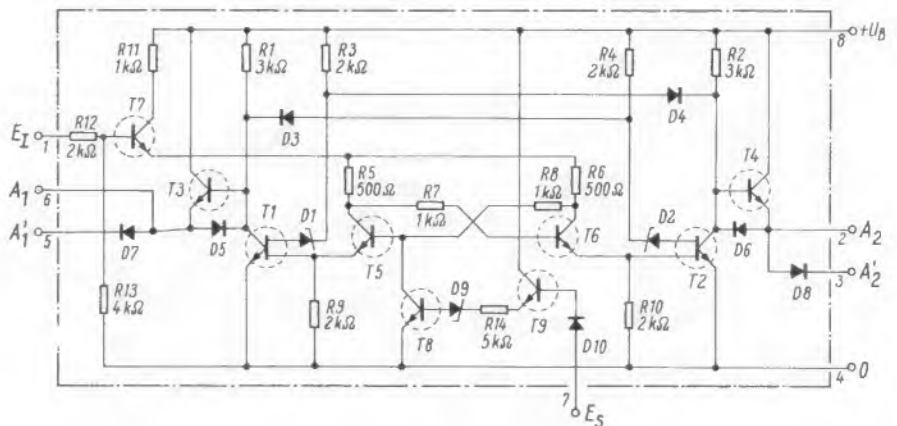 R11
1kΩ
R1
3kΩ
R3
2kΩ
R4
2kΩ
R2
3kΩ
8
+U_B
T7
D3
D4
E_I
1
R12
2kΩ
T3
R5
500Ω
R7
1kΩ
R8
1kΩ
R6
500Ω
T4
A_1
6
A_1'
5
D7
D5
T1
D1
T5
T6
D2
T2
D6
2
A_2
A_2'
3
D8
R13
4kΩ
R9
2kΩ
D9
T8
R14
5kΩ
T9
D10
R10
2kΩ
4
0
7
E_S